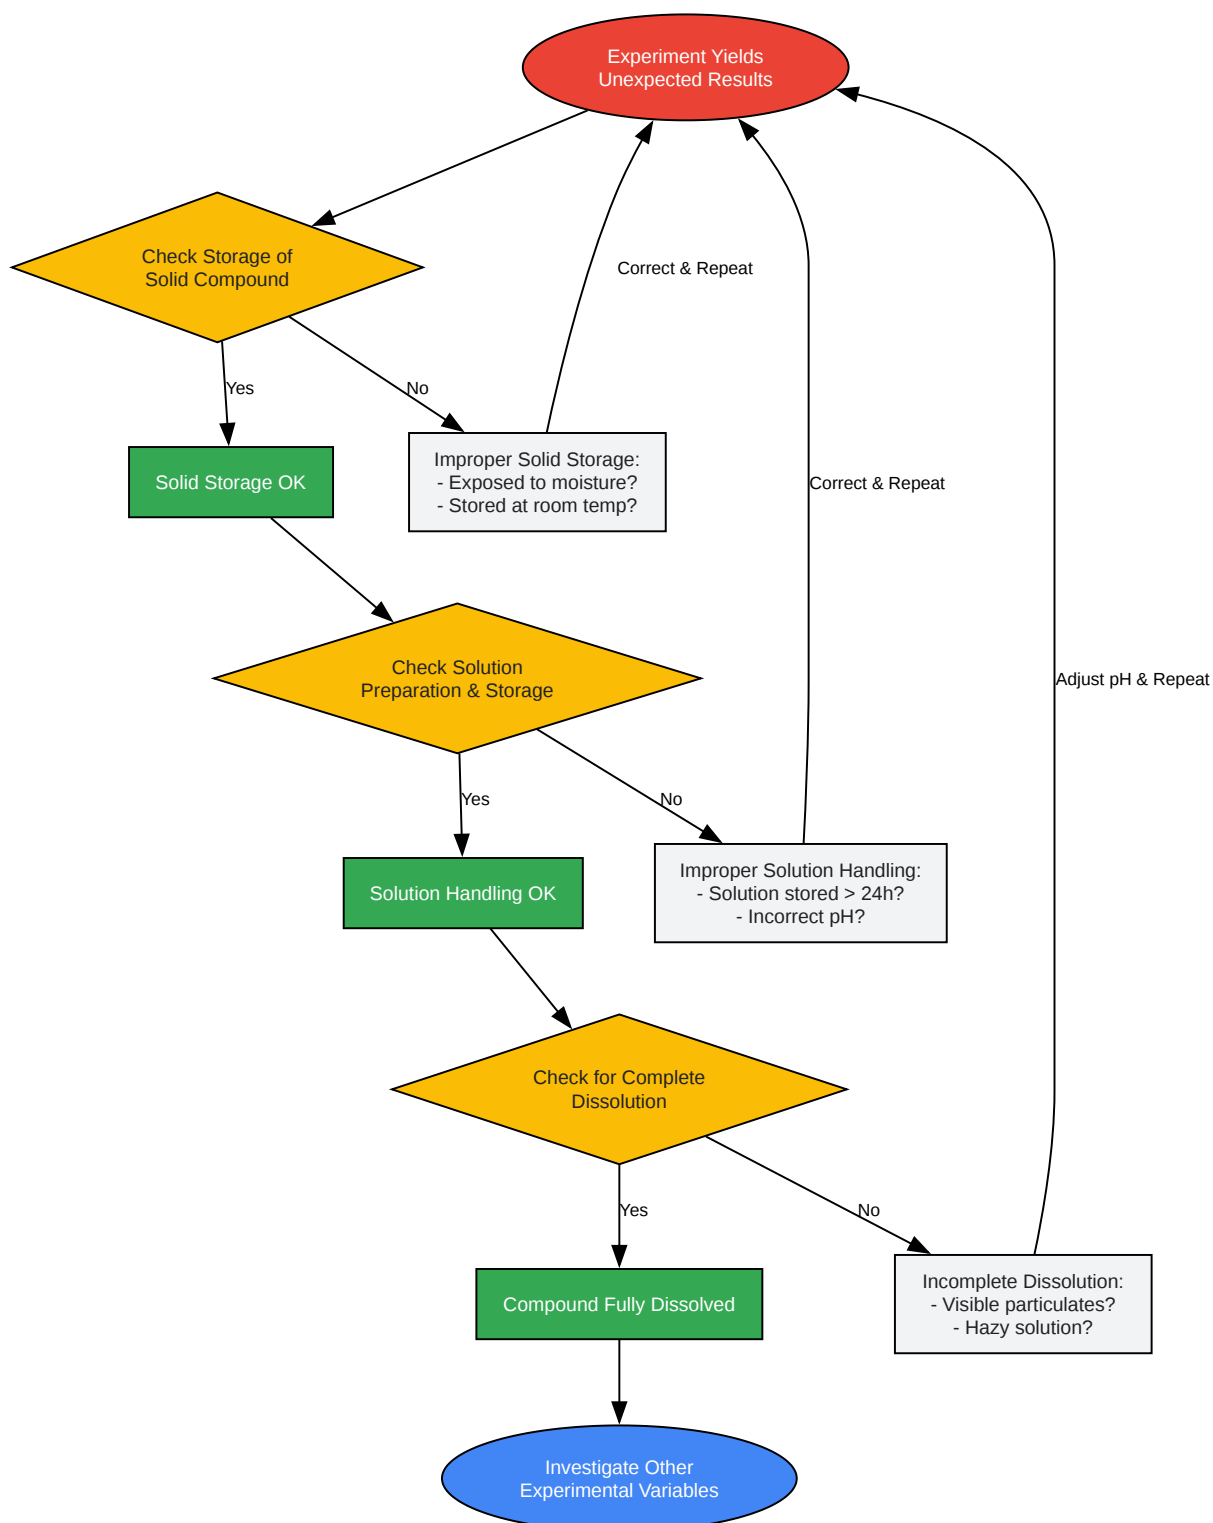 Experiment Yields
Unexpected Results
Check Storage of
Solid Compound
Correct & Repeat
Yes
No
Solid Storage OK
Improper Solid Storage:
- Exposed to moisture?
- Stored at room temp?
Correct & Repeat
Check Solution
Preparation & Storage
Adjust pH & Repeat
Yes
No
Solution Handling OK
Improper Solution Handling:
- Solution stored > 24h?
- Incorrect pH?
Check for Complete
Dissolution
Yes
No
Compound Fully Dissolved
Incomplete Dissolution:
- Visible particulates?
- Hazy solution?
Investigate Other
Experimental Variables